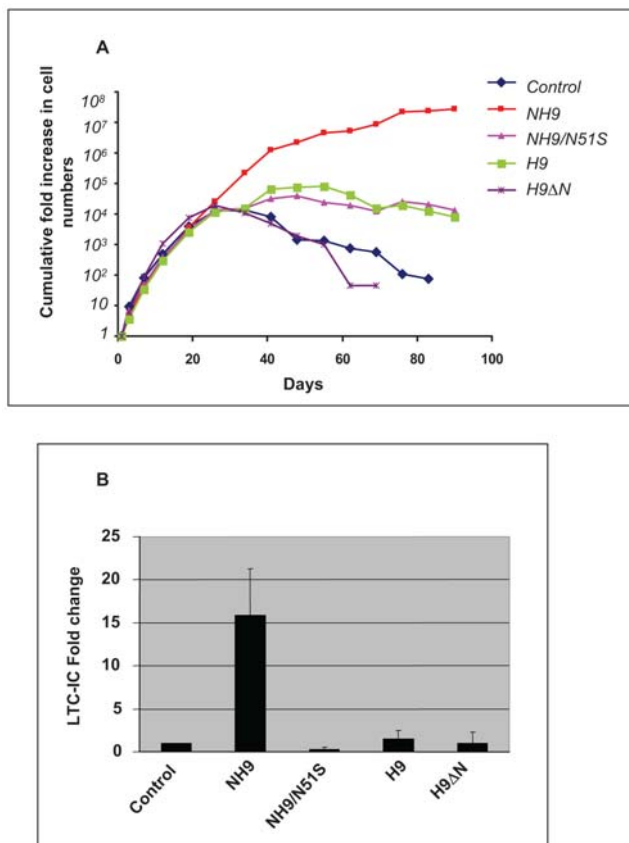 A
Cumulative fold increase in cell
numbers
10⁸
10⁷
10⁶
10⁵
10⁴
10³
10²
10
1
0
20
40
60
80
100
Days
Control
NH9
NH9/N51S
H9
H9ΔN
B
LTC-IC Fold change
25
20
15
10
5
0
Control
NH9
NH9/N51S
H9
H9ΔN